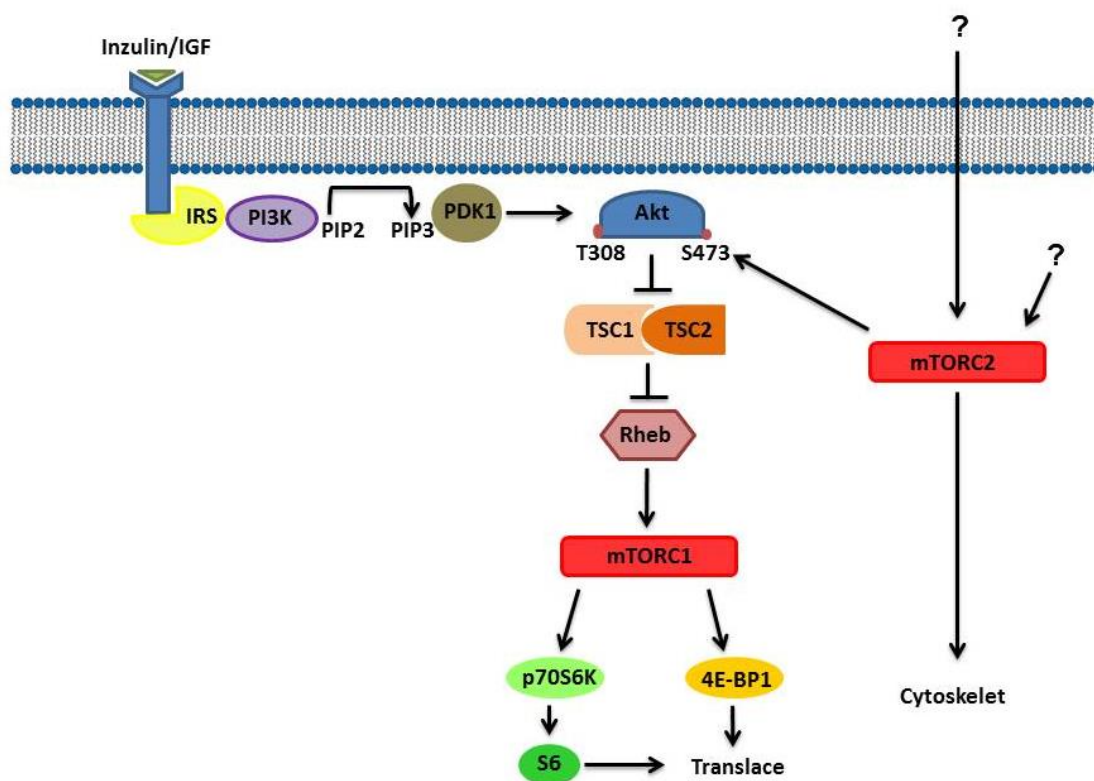 ?
Inzulin/IGF
IRS
PI3K
PIP2
PIP3
PDK1
Akt
T308
S473
?
TSC1
TSC2
mTORC2
Rheb
mTORC1
p70S6K
4E-BP1
Cytoskelet
S6
Translace